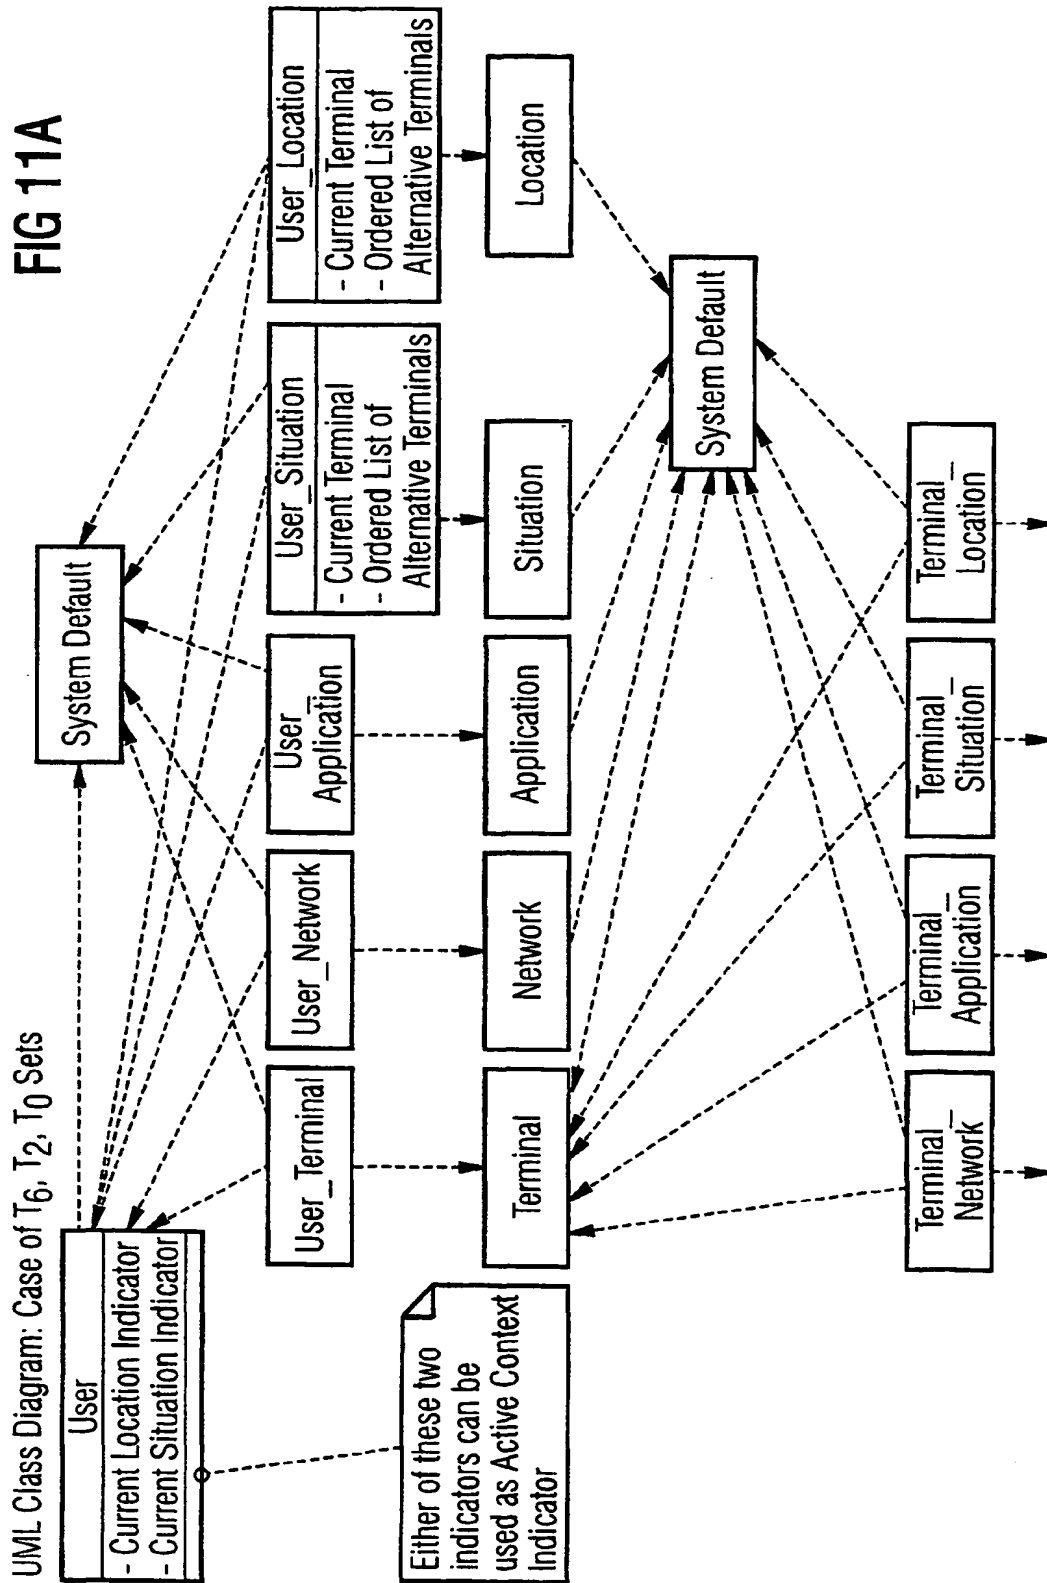 FIG 11A
UML Class Diagram: Case of T6, T2, T0 Sets
User
- Current Location Indicator
- Current Situation Indicator
System Default
User_Terminal
User_Network
User_
Application
User_Situation
- Current Terminal
- Ordered List of
Alternative Terminals
User_Location
- Current Terminal
- Ordered List of
Alternative Terminals
Either of these two
indicators can be
used as Active Context
Indicator
Terminal
Network
Application
Situation
Location
System Default
Terminal_
Network
Terminal_
Application
Terminal_
Situation
Terminal_
Location